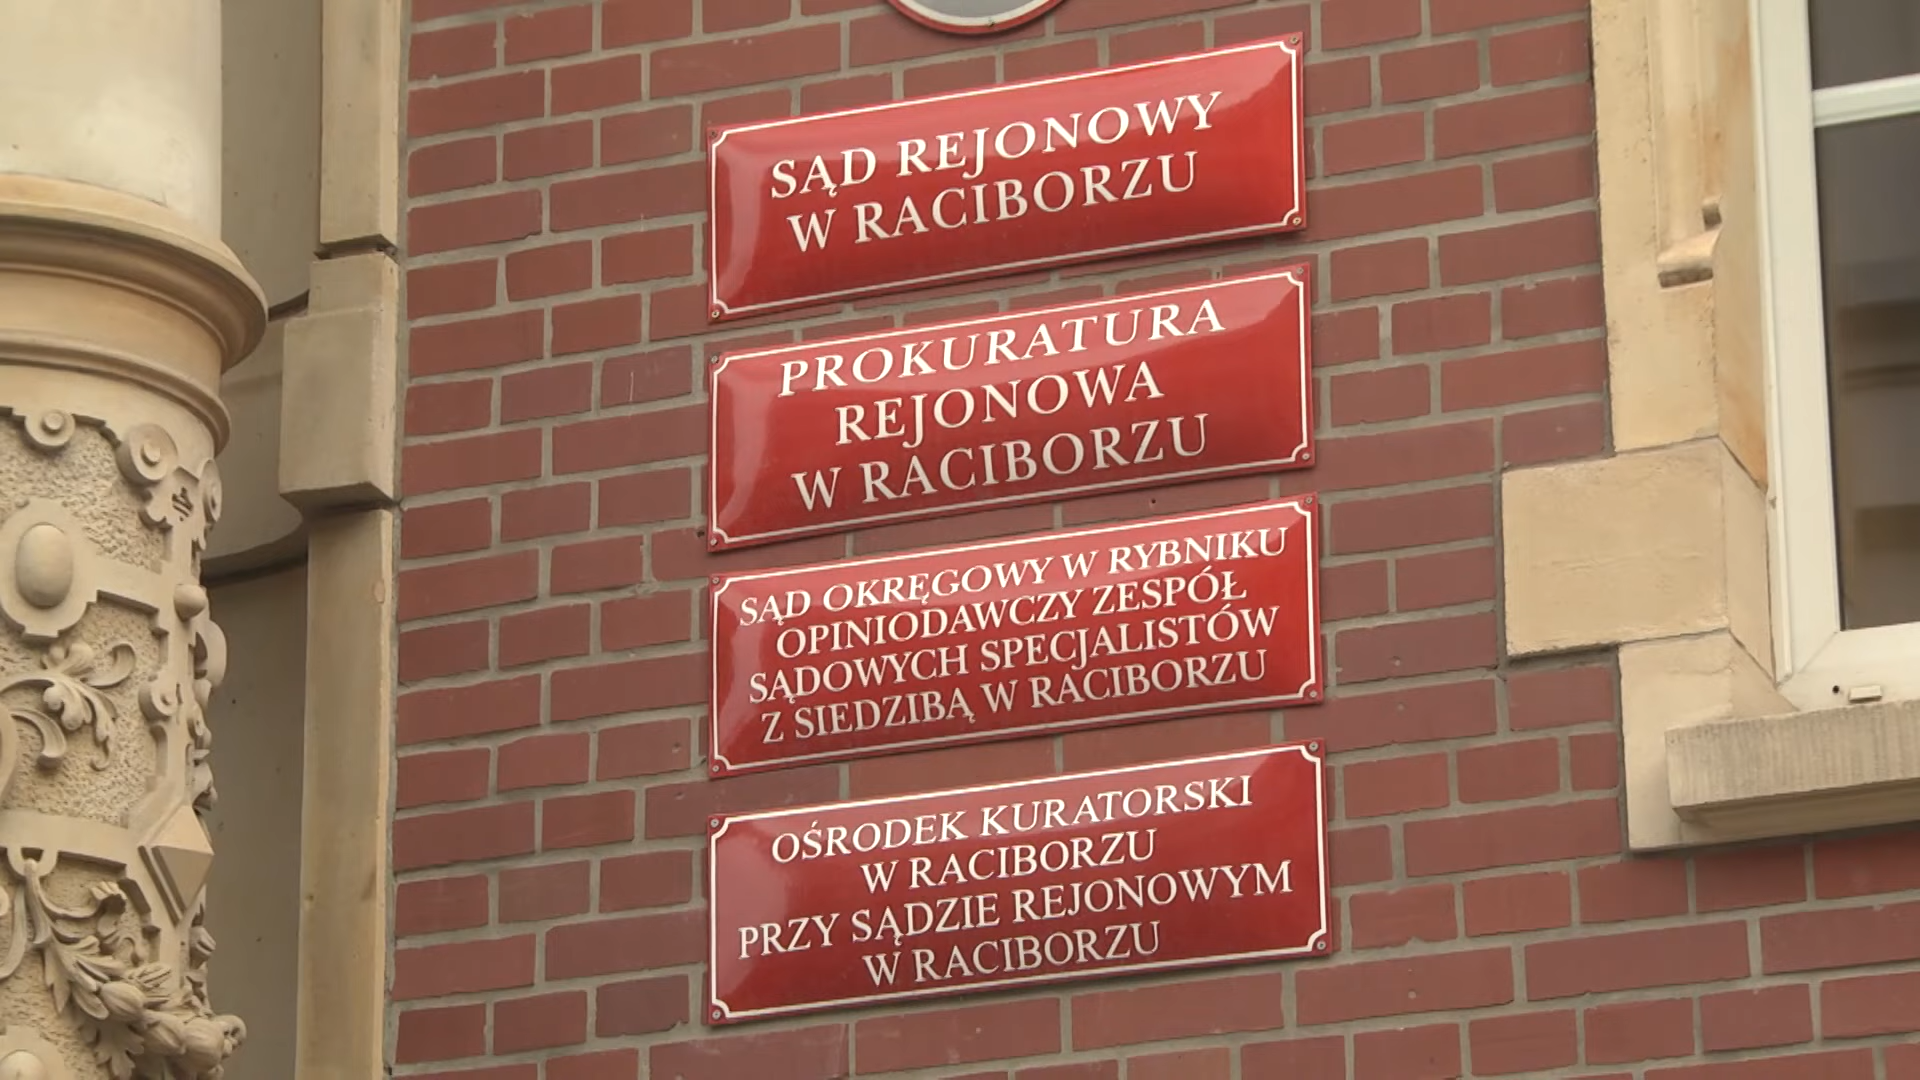 SĄD REJONOWY
W RACIBORZU
PROKURATURA
REJONOWA
W RACIBORZU
SĄD OKRĘGOWY W RYBNIKU
OPINIODAWCZY ZESPÓŁ
SĄDOWYCH SPECJALISTÓW
Z SIEDZIBĄ W RACIBORZU
OŚRODEK KURATORSKI
W RACIBORZU
PRZY SĄDZIE REJONOWYM
W RACIBORZU